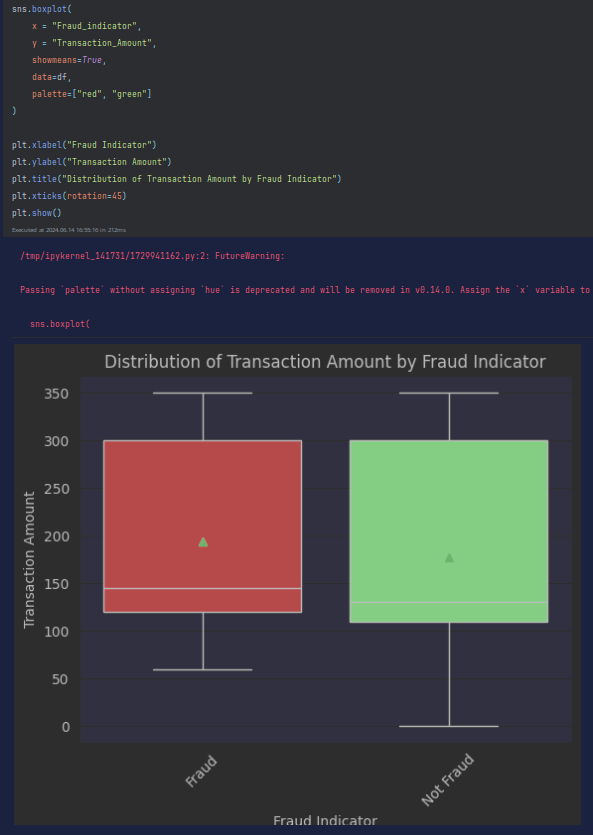 sns.boxplot(
x = "Fraud_indicator",
y = "Transaction_Amount",
showmeans=True,
data=df,
palette=["red", "green"]
)
plt.xlabel("Fraud Indicator")
plt.ylabel("Transaction Amount")
plt.title("Distribution of Transaction Amount by Fraud Indicator")
plt.xticks(rotation=45)
plt.show()
Executed at 2024.06.14 16:55:16 in 212ms
/tmp/ipykernel_141731/1729941162.py:2: FutureWarning:
Passing `palette` without assigning `hue` is deprecated and will be removed in v0.14.0. Assign the `x` variable to
sns.boxplot(
Distribution of Transaction Amount by Fraud Indicator
350
300
250
200
150
100
50
0
Transaction Amount
Fraud
Not Fraud
Fraud Indicator